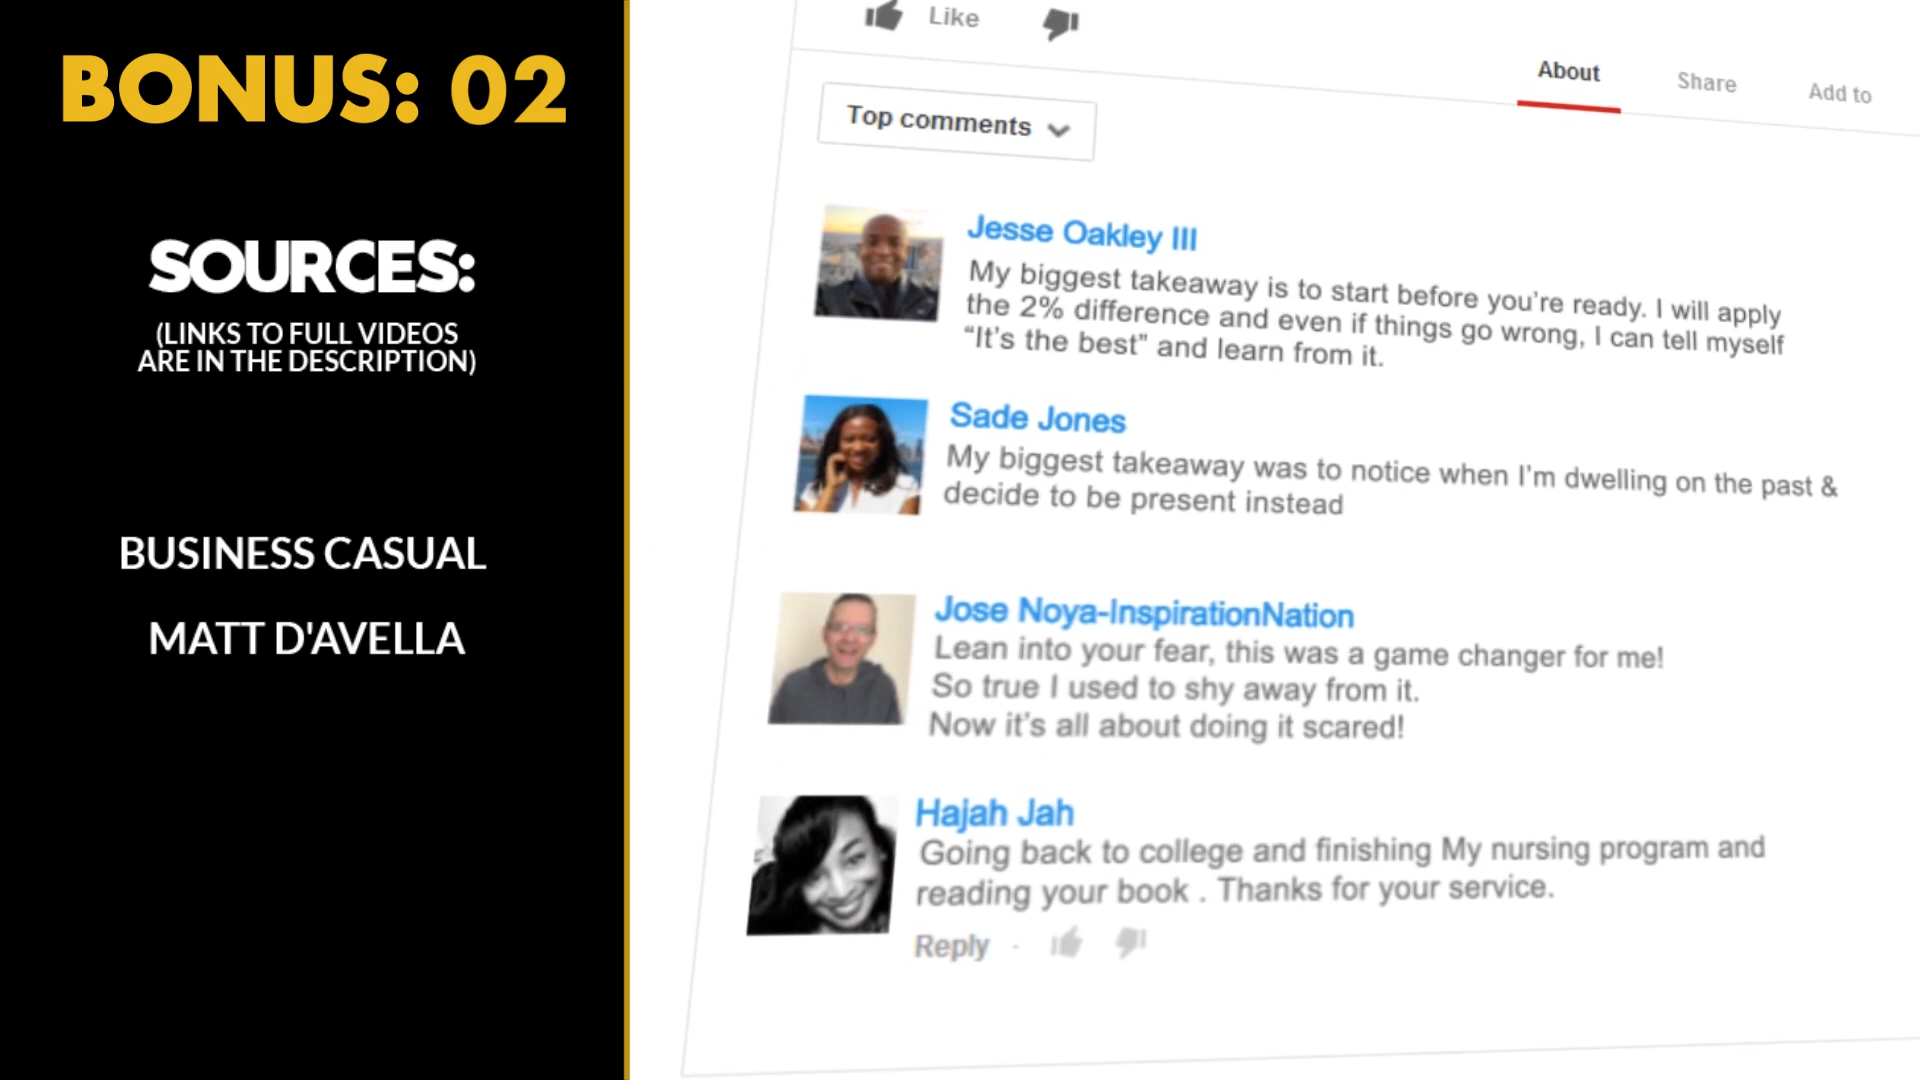 BONUS: 02
SOURCES:
(LINKS TO FULL VIDEOS
ARE IN THE DESCRIPTION)
BUSINESS CASUAL
MATT D'AVELLA
Like
About
Share
Add to
Top comments
Jesse Oakley III
My biggest takeaway is to start before you're ready. I will apply
the 2% difference and even if things go wrong, I can tell myself
“It's the best” and learn from it.
Sade Jones
My biggest takeaway was to notice when I'm dwelling on the past &
decide to be present instead
Jose Noya-InspirationNation
Lean into your fear, this was a game changer for me!
So true I used to shy away from it.
Now it's all about doing it scared!
Hajah Jah
Going back to college and finishing My nursing program and
reading your book . Thanks for your service.
Reply